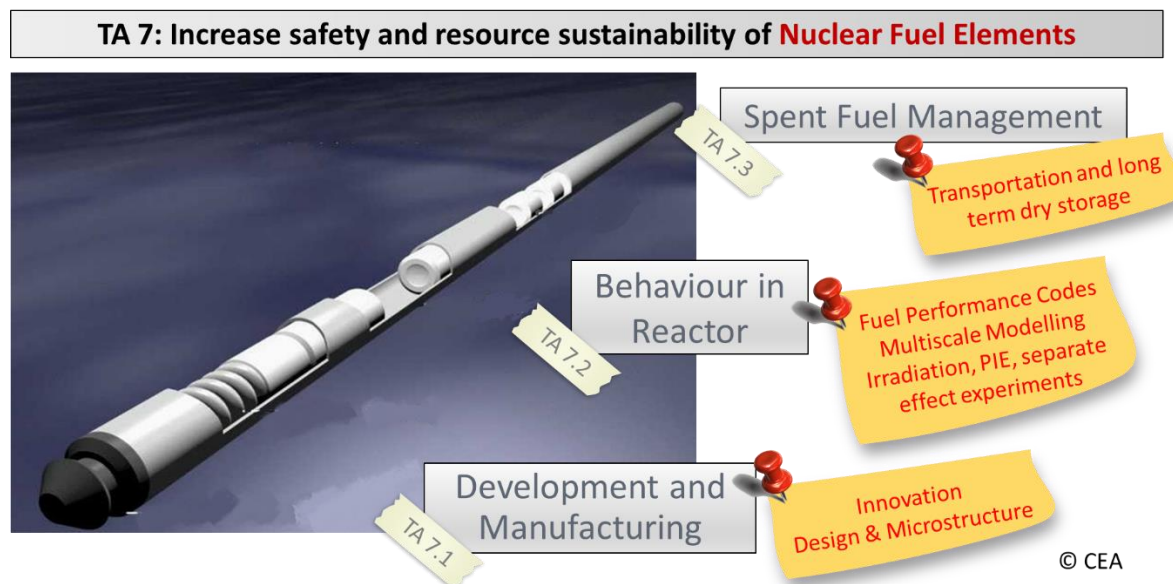 TA 7: Increase safety and resource sustainability of Nuclear Fuel Elements
Spent Fuel Management
TA 7.3
Transportation and long
term dry storage
Behaviour in
Reactor
TA 7.2
Fuel Performance Codes
Multiscale Modelling
Irradiation, PIE, separate
effect experiments
Development and
Manufacturing
TA 7.1
Innovation
Design & Microstructure
© CEA